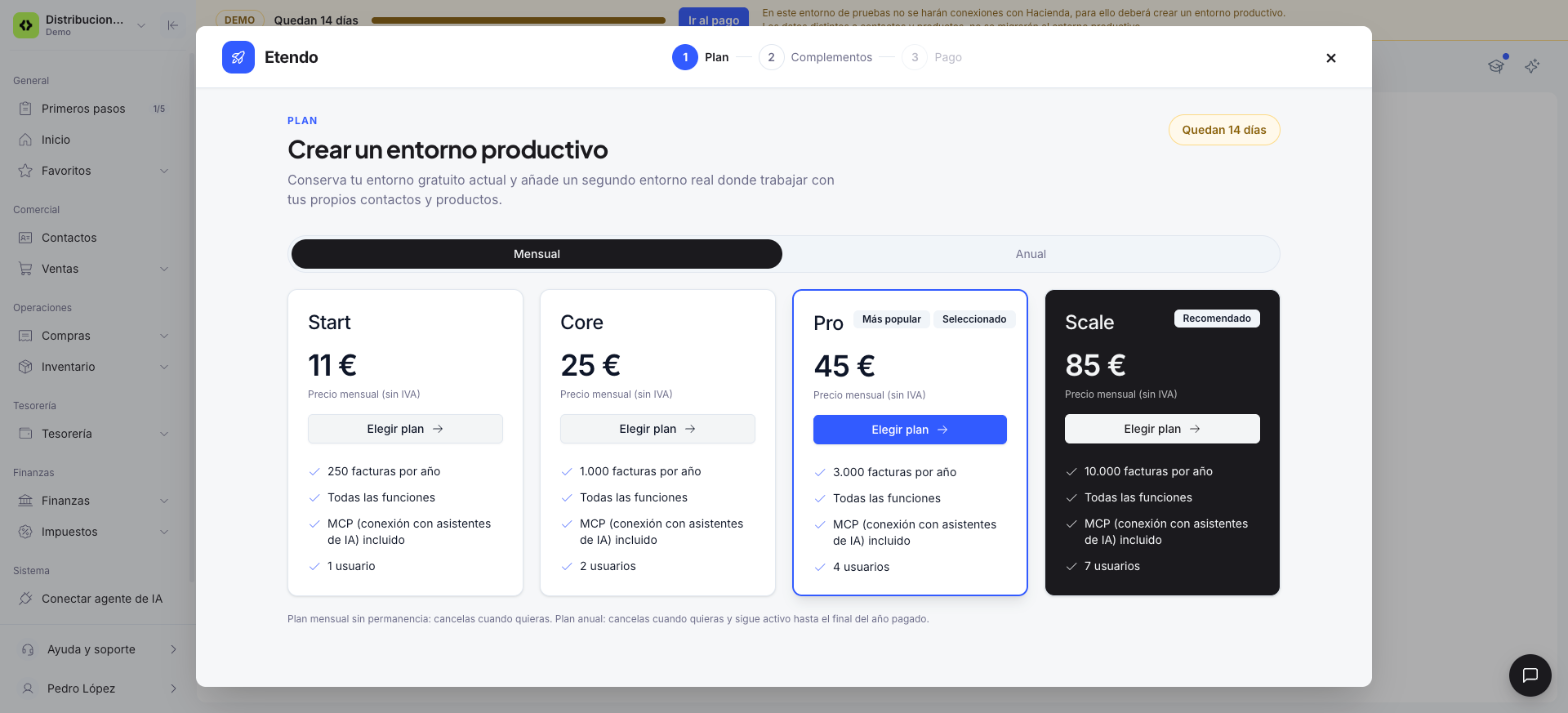 Distribucion...
Demo
DEMO
Quedan 14 días
Ir al pago
En este entorno de pruebas no se harán conexiones con Hacienda, para ello deberá crear un entorno productivo.
Etendo
1 Plan
2 Complementos
3 Pago
General
Primeros pasos 1/5
Inicio
Favoritos
Comercial
Contactos
Ventas
Operaciones
Compras
Inventario
Tesorería
Tesorería
Finanzas
Finanzas
Impuestos
Sistema
Conectar agente de IA
Ayuda y soporte
Pedro López
PLAN
Crear un entorno productivo
Quedan 14 días
Conserva tu entorno gratuito actual y añade un segundo entorno real donde trabajar con
tus propios contactos y productos.
Mensual
Anual
Start
11 €
Precio mensual (sin IVA)
Elegir plan
250 facturas por año
Todas las funciones
MCP (conexión con asistentes
de IA) incluido
1 usuario
Core
25 €
Precio mensual (sin IVA)
Elegir plan
1.000 facturas por año
Todas las funciones
MCP (conexión con asistentes
de IA) incluido
2 usuarios
Pro
Más popular
Seleccionado
45 €
Precio mensual (sin IVA)
Elegir plan
3.000 facturas por año
Todas las funciones
MCP (conexión con asistentes
de IA) incluido
4 usuarios
Scale
Recomendado
85 €
Precio mensual (sin IVA)
Elegir plan
10.000 facturas por año
Todas las funciones
MCP (conexión con asistentes
de IA) incluido
7 usuarios
Plan mensual sin permanencia: cancelas cuando quieras. Plan anual: cancelas cuando quieras y sigue activo hasta el final del año pagado.